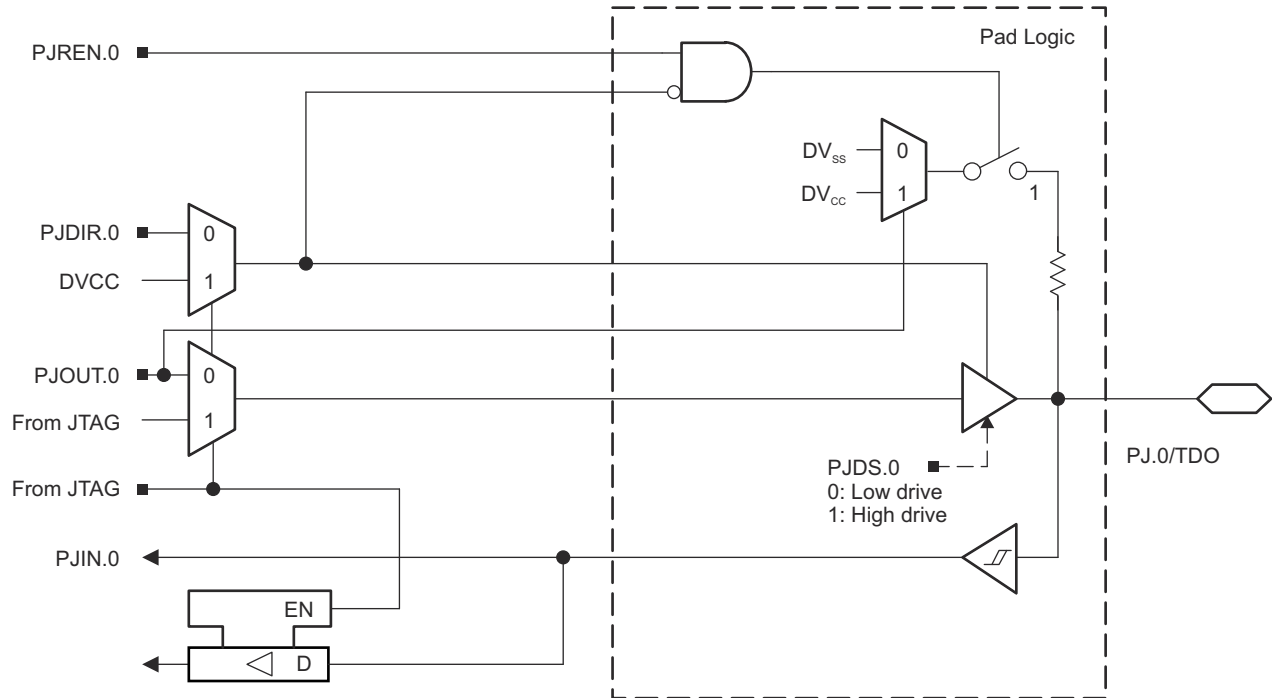 Pad Logic
PJREN.0
DVSS
0
DVCC
1
1
PJDIR.0
0
DVCC
1
PJOUT.0
0
From JTAG
1
PJDS.0
0: Low drive
1: High drive
PJ.0/TDO
From JTAG
PJIN.0
EN
D